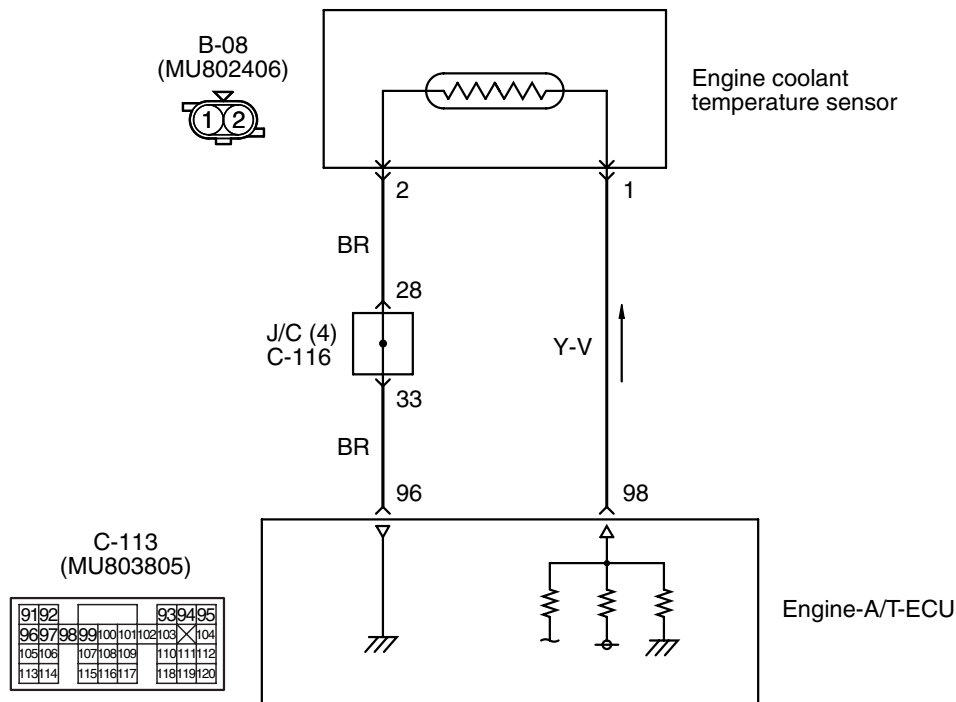 B-08
(MU802406)
1 2
Engine coolant
temperature sensor
2
1
BR
28
J/C (4)
C-116
Y-V
33
BR
96
98
C-113
(MU803805)
91 92 93 94 95
96 97 98 99 100 101 102 103 104
105 106 107 108 109 110 111 112
113 114 115 116 117 118 119 120
Engine-A/T-ECU